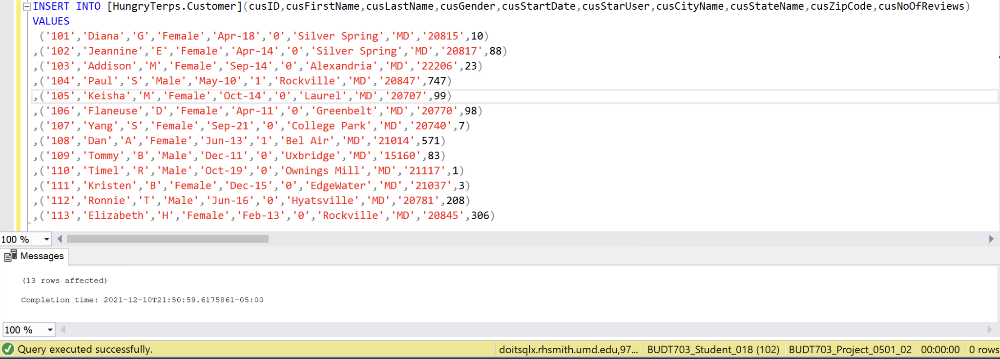 INSERT INTO [HungryTerps.Customer](cusID,cusFirstName,cusLastName,cusGender,cusStartDate,cusStarUser,cusCityName,cusStateName,cusZipCode,cusNoOfReviews)
VALUES
('101','Diana','G','Female','Apr-18','0','Silver Spring','MD','20815',10)
,('102','Jeannine','E','Female','Apr-14','0','Silver Spring','MD','20817',88)
,('103','Addison','M','Female','Sep-14','0','Alexandria','MD','22206',23)
,('104','Paul','S','Male','May-10','1','Rockville','MD','20847',747)
,('105','Keisha','M','Female','Oct-14','0','Laurel','MD','20707',99)
,('106','Flaneuse','D','Female','Apr-11','0','Greenbelt','MD','20770',98)
,('107','Yang','S','Female','Sep-21','0','College Park','MD','20740',7)
,('108','Dan','A','Female','Jun-13','1','Bel Air','MD','21014',571)
,('109','Tommy','B','Male','Dec-11','0','Uxbridge','MD','15160',83)
,('110','Timel','R','Male','Oct-19','0','Ownings Mill','MD','21117',1)
,('111','Kristen','B','Female','Dec-15','0','EdgeWater','MD','21037',3)
,('112','Ronnie','T','Male','Jun-16','0','Hyatsville','MD','20781',208)
,('113','Elizabeth','H','Female','Feb-13','0','Rockville','MD','20845',306)
100 %
Messages
(13 rows affected)
Completion time: 2021-12-10T21:50:59.6175861-05:00
100 %
Query executed successfully. doitsqlx.rhsmith.umd.edu,97... BUDT703_Student_018 (102) BUDT703_Project_0501_02 00:00:00 0 rows